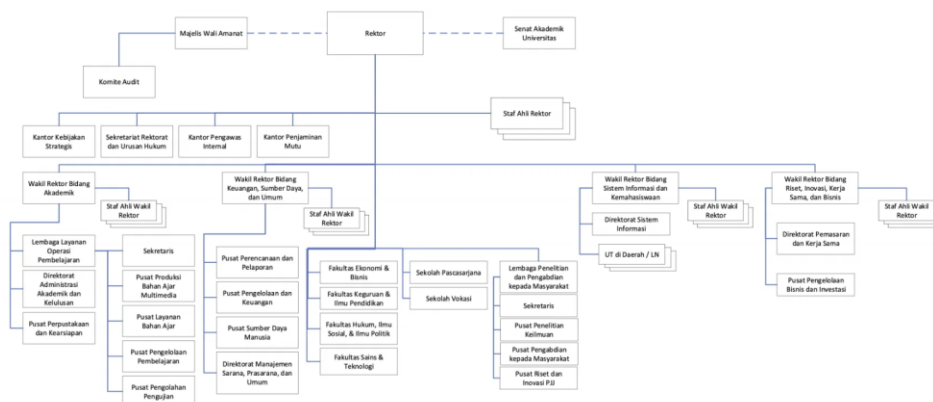 Majelis Wali Amanat
Rektor
Senat Akademik
Universitas
Komite Audit
Staf Ahli Rektor
Kantor Kebijakan
Strategis
Sekretariat Rektorat
dan Urusan Hukum
Kantor Pengawas
Internal
Kantor Penjaminan
Mutu
Wakil Rektor Bidang
Akademik
Staf Ahli Wakil
Rektor
Wakil Rektor Bidang
Keuangan, Sumber Daya,
dan Umum
Staf Ahli Wakil
Rektor
Wakil Rektor Bidang
Sistem Informasi dan
Kemahasiswaan
Staf Ahli Wakil
Rektor
Wakil Rektor Bidang
Riset, Inovasi, Kerja
Sama, dan Bisnis
Staf Ahli Wakil
Rektor
Lembaga Layanan
Operasi
Pembelajaran
Direktorat
Administrasi
Akademik dan
Kelulusan
Pusat Perpustakaan
dan Kearsipan
Sekretaris
Pusat Produksi
Bahan Ajar
Multimedia
Pusat Layanan
Bahan Ajar
Pusat Pengelolaan
Pembelajaran
Pusat Pengolahan
Pengujian
Pusat Perencanaan dan
Pelaporan
Pusat Pengelolaan dan
Keuangan
Pusat Sumber Daya
Manusia
Direktorat Manajemen
Sarana, Prasarana, dan
Umum
Fakultas Ekonomi &
Bisnis
Fakultas Keguruan &
Ilmu Pendidikan
Fakultas Hukum, Ilmu
Sosial, & Ilmu Politik
Fakultas Sains &
Teknologi
Sekolah Pascasarjana
Sekolah Vokasi
Lembaga Penelitian
dan Pengabdian
kepada Masyarakat
Sekretaris
Pusat Penelitian
Keilmuan
Pusat Pengabdian
kepada Masyarakat
Pusat Riset dan
Inovasi PJJ
Direktorat Sistem
Informasi
UT di Daerah / LN
Direktorat Pemasaran
dan Kerja Sama
Pusat Pengelolaan
Bisnis dan Investasi